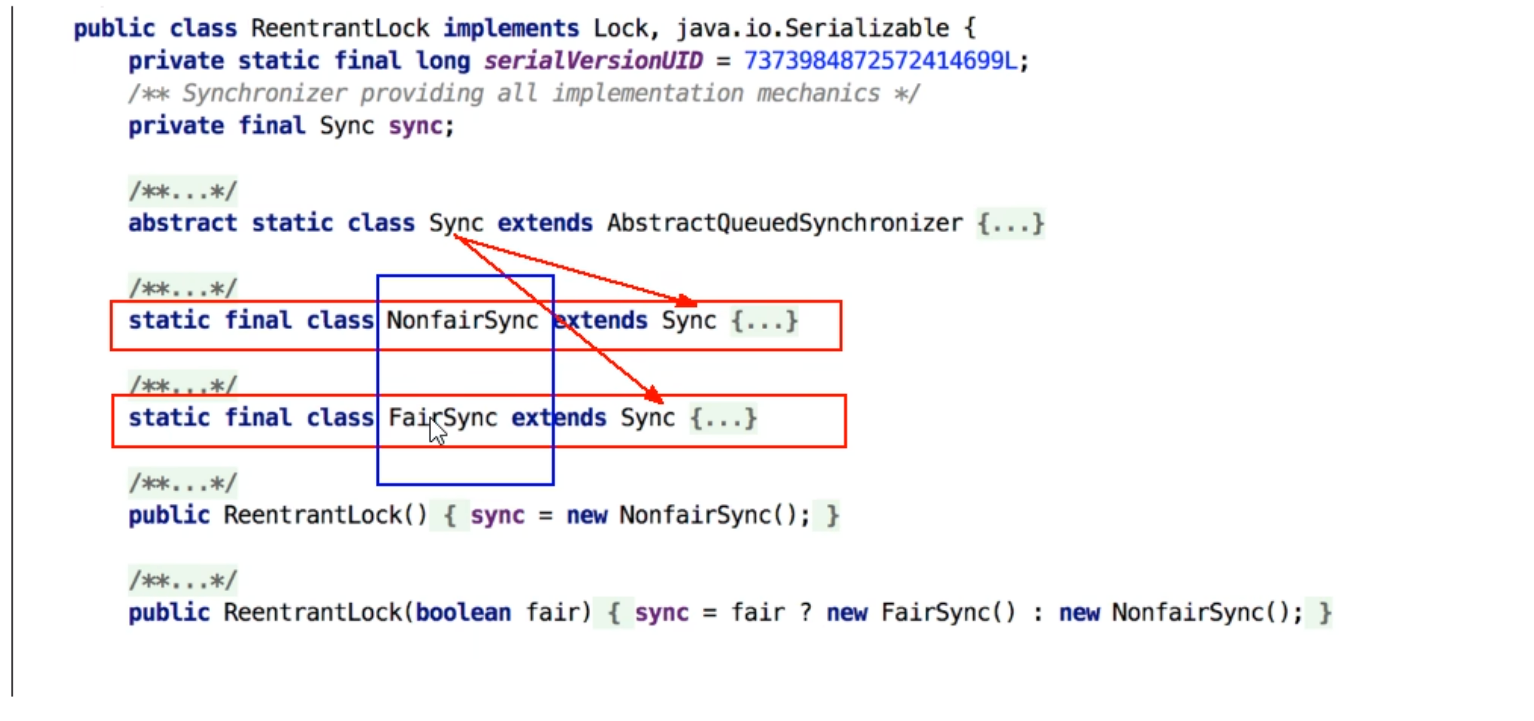 public class ReentrantLock implements Lock, java.io.Serializable {
private static final long serialVersionUID = 7373984872572414699L;
/** Synchronizer providing all implementation mechanics */
private final Sync sync;
/**...*/
abstract static class Sync extends AbstractQueuedSynchronizer {...}
/**...*/
static final class NonfairSync extends Sync {...}
/**...*/
static final class FairSync extends Sync {...}
/**...*/
public ReentrantLock() { sync = new NonfairSync(); }
/**...*/
public ReentrantLock(boolean fair) { sync = fair ? new FairSync() : new NonfairSync(); }